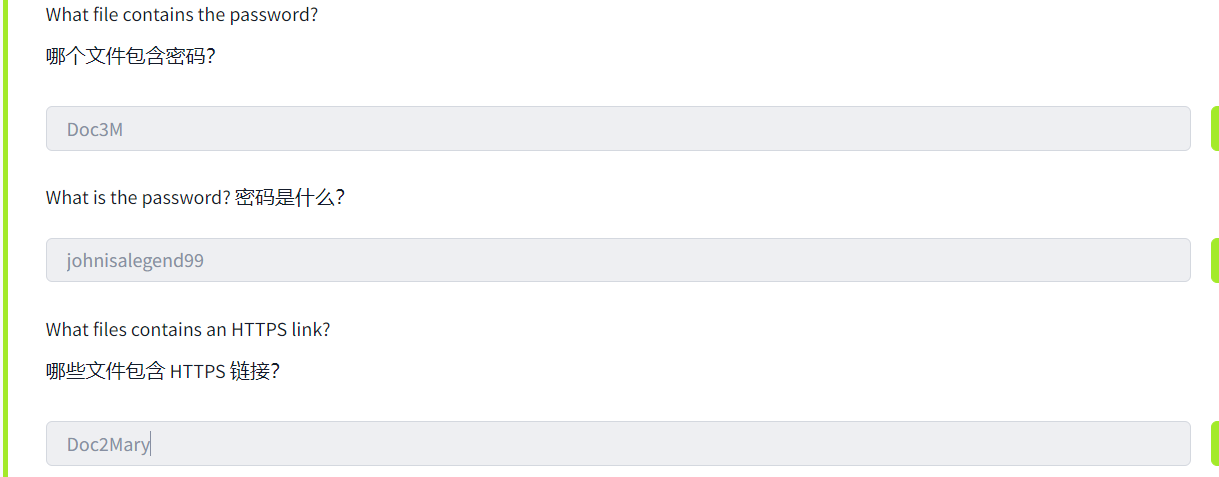 What file contains the password?
哪个文件包含密码？
Doc3M
What is the password? 密码是什么？
johnisalegend99
What files contains an HTTPS link?
哪些文件包含 HTTPS 链接？
Doc2Mary